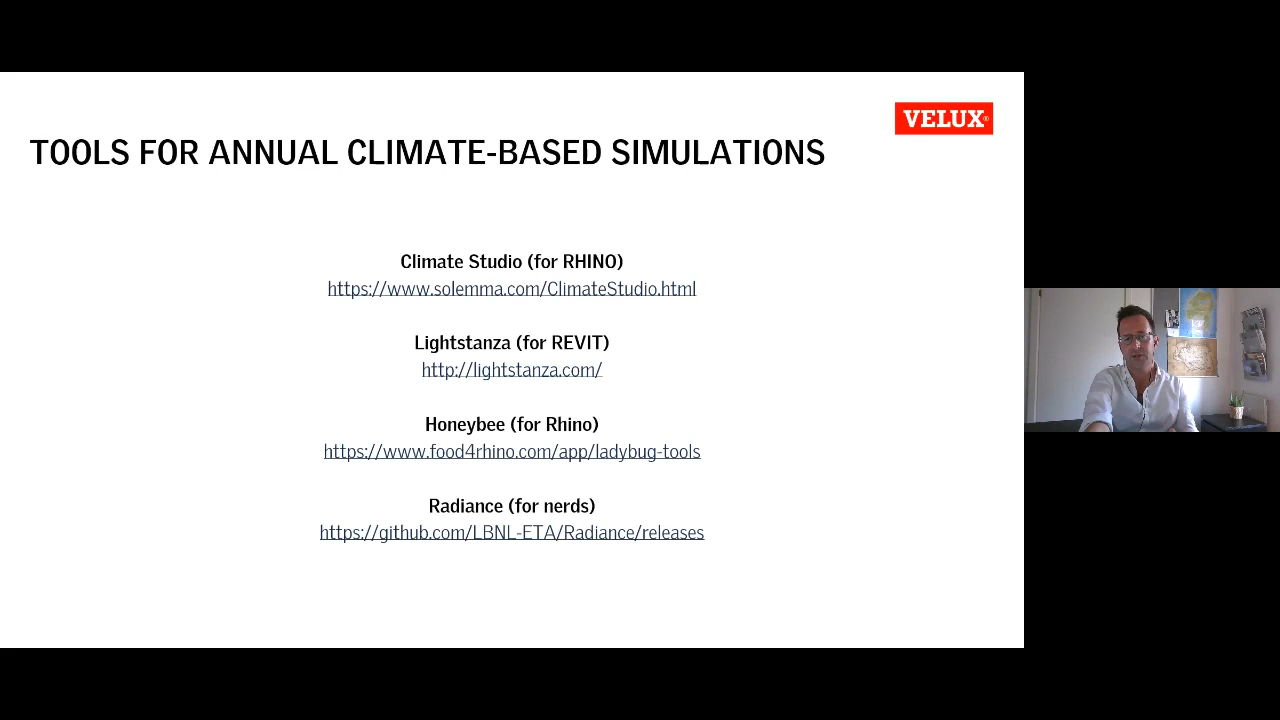 VELUX®
TOOLS FOR ANNUAL CLIMATE-BASED SIMULATIONS
Climate Studio (for RHINO)
https://www.solemma.com/ClimateStudio.html
Lightstanza (for REVIT)
http://lightstanza.com/
Honeybee (for Rhino)
https://www.food4rhino.com/app/ladybug-tools
Radiance (for nerds)
https://github.com/LBNL-ETA/Radiance/releases